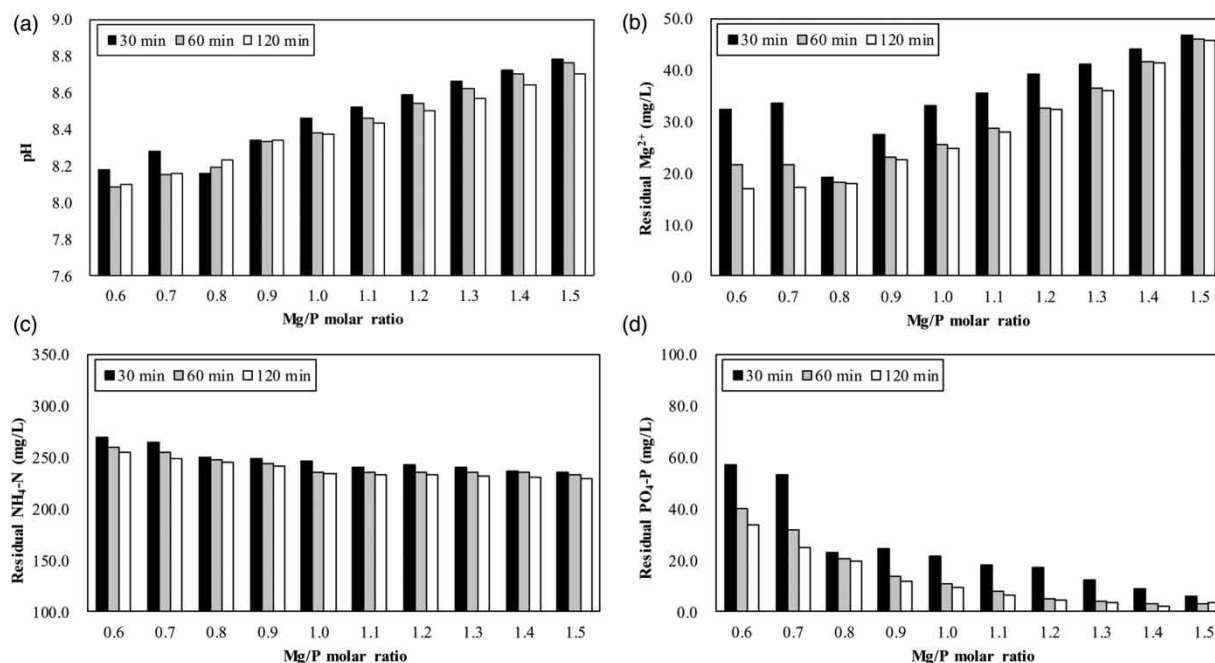 (a)
9.0
8.8
8.6
8.4
8.2
8.0
7.8
7.6
pH
30 min 60 min 120 min
0.6 0.7 0.8 0.9 1.0 1.1 1.2 1.3 1.4 1.5
Mg/P molar ratio
(b)
50.0
40.0
30.0
20.0
10.0
0.0
Residual Mg²⁺ (mg/L)
30 min 60 min 120 min
0.6 0.7 0.8 0.9 1.0 1.1 1.2 1.3 1.4 1.5
Mg/P molar ratio
(c)
350.0
300.0
250.0
200.0
150.0
100.0
Residual NH₄-N (mg/L)
30 min 60 min 120 min
0.6 0.7 0.8 0.9 1.0 1.1 1.2 1.3 1.4 1.5
Mg/P molar ratio
(d)
100.0
80.0
60.0
40.0
20.0
0.0
Residual PO₄-P (mg/L)
30 min 60 min 120 min
0.6 0.7 0.8 0.9 1.0 1.1 1.2 1.3 1.4 1.5
Mg/P molar ratio